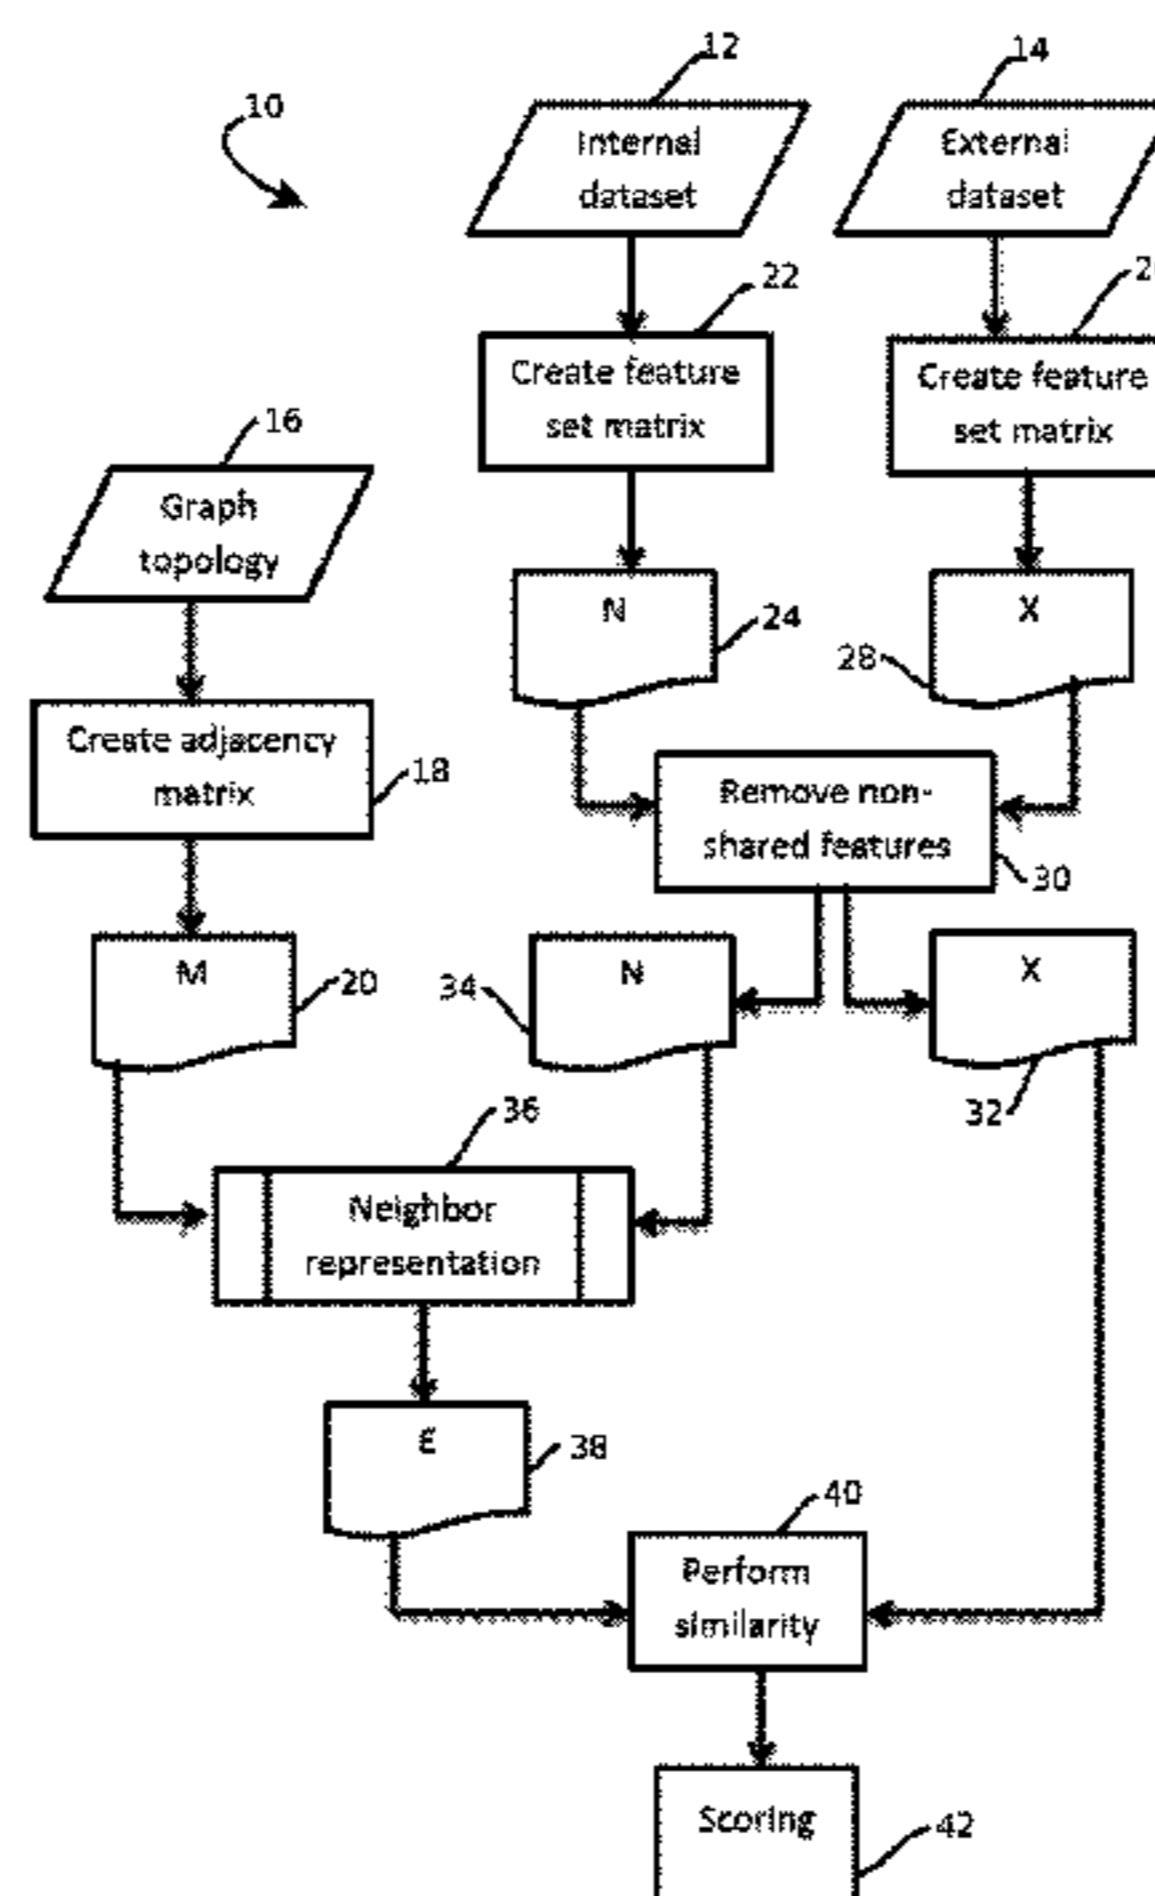 10
12
14
Internal
dataset
External
dataset
22
Create feature
set matrix
Create feature
set matrix
16
Graph
topology
N
24
X
28
Create adjacency
matrix
18
Remove non-
shared features
30
M
20
34
N
X
32
36
Neighbor
representation
E
38
40
Perform
similarity
Scoring
42